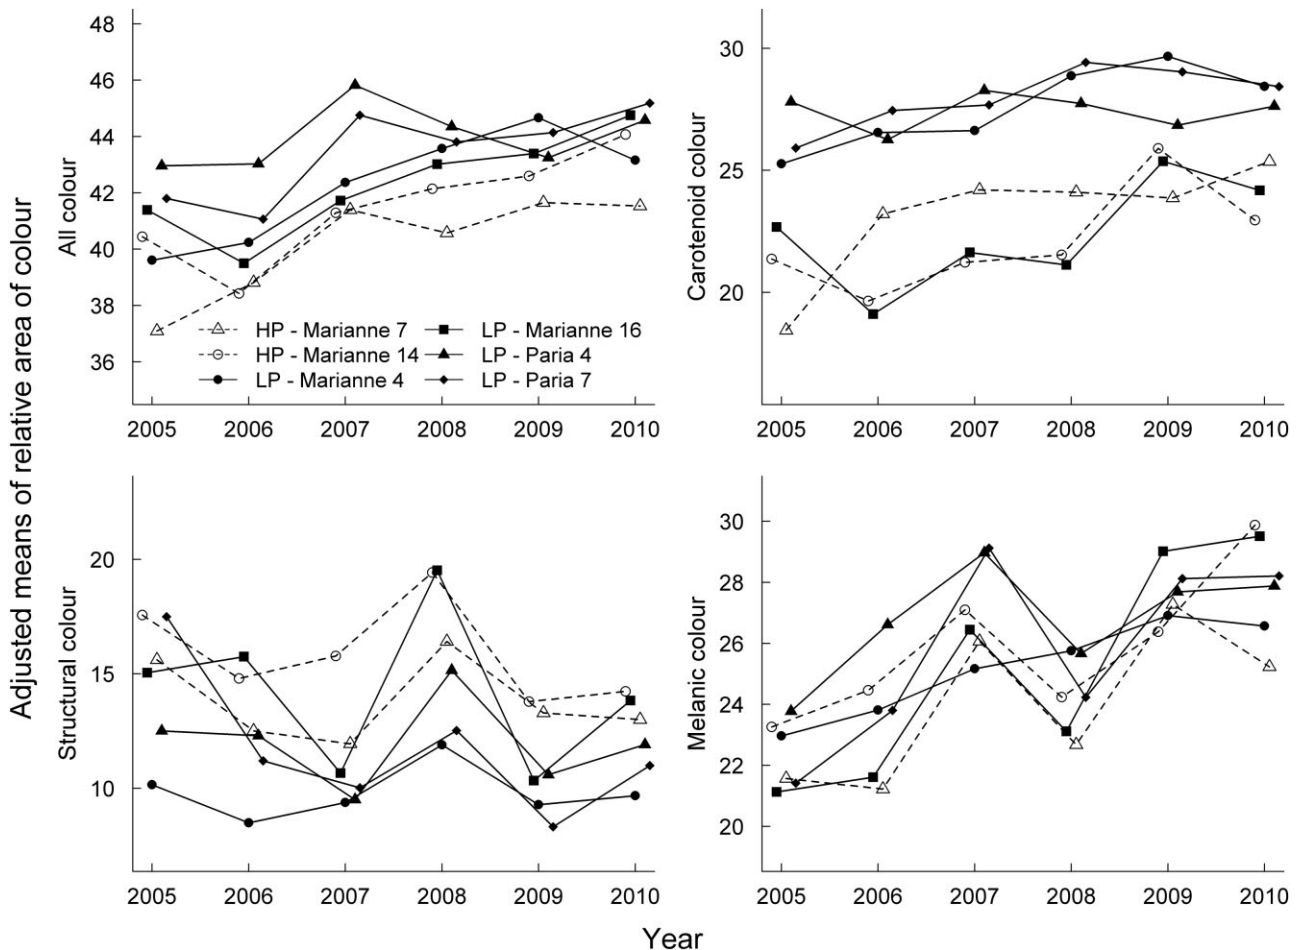 Adjusted means of relative area of colour
All colour
48
46
44
42
40
38
36
HP - Marianne 7
HP - Marianne 14
LP - Marianne 4
LP - Marianne 16
LP - Paria 4
LP - Paria 7
2005 2006 2007 2008 2009 2010
Carotenoid colour
30
25
20
2005 2006 2007 2008 2009 2010
Structural colour
20
15
10
2005 2006 2007 2008 2009 2010
Melanic colour
30
28
26
24
22
20
2005 2006 2007 2008 2009 2010
Year